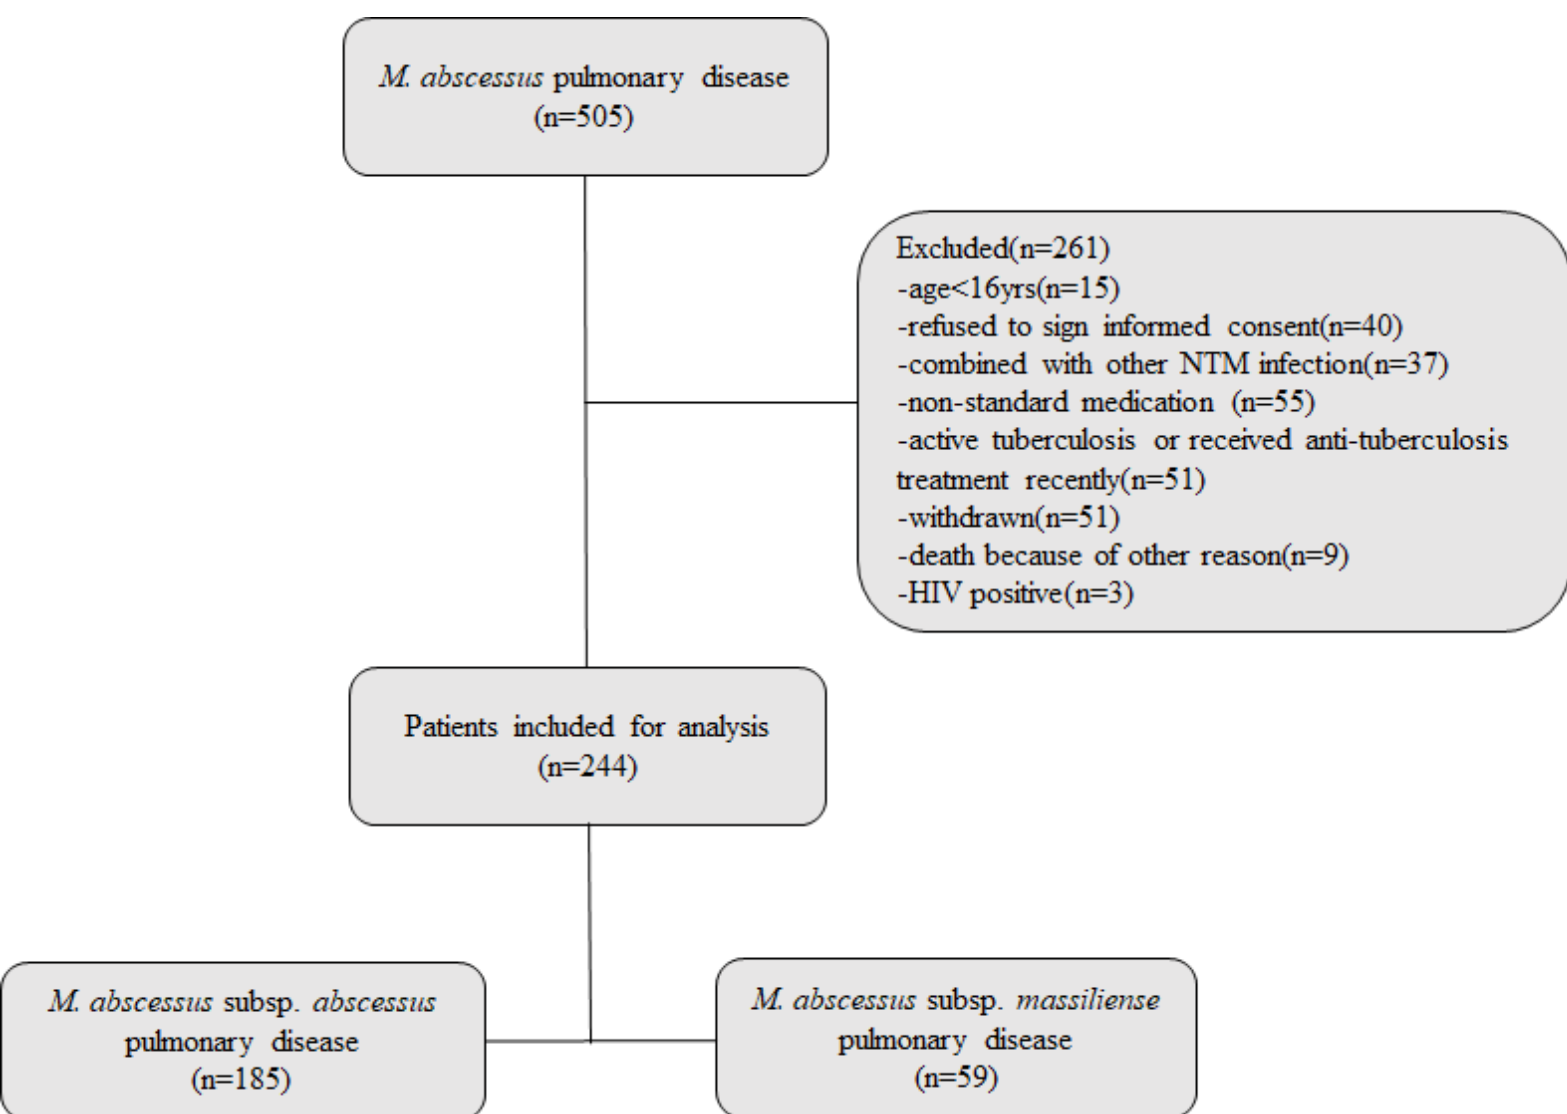 M. abscessus pulmonary disease
(n=505)
Excluded(n=261)
-age<16yrs(n=15)
-refused to sign informed consent(n=40)
-combined with other NTM infection(n=37)
-non-standard medication (n=55)
-active tuberculosis or received anti-tuberculosis
treatment recently(n=51)
-withdrawn(n=51)
-death because of other reason(n=9)
-HIV positive(n=3)
Patients included for analysis
(n=244)
M. abscessus subsp. abscessus
pulmonary disease
(n=185)
M. abscessus subsp. massiliense
pulmonary disease
(n=59)